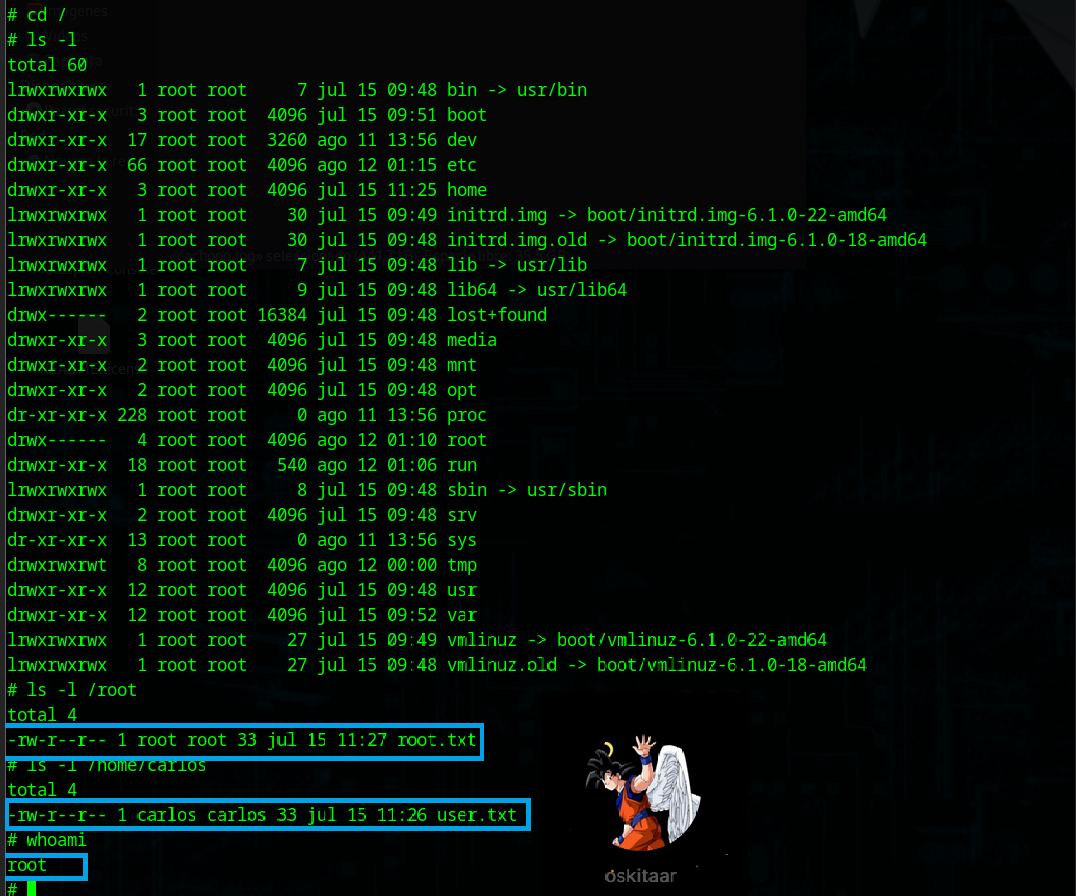 # cd /
# ls -l
total 60
lrwxrwxrwx   1 root root     7 jul 15 09:48 bin -> usr/bin
drwxr-xr-x   3 root root  4096 jul 15 09:51 boot
drwxr-xr-x  17 root root  3260 ago 11 13:56 dev
drwxr-xr-x  66 root root  4096 ago 12 01:15 etc
drwxr-xr-x   3 root root  4096 jul 15 11:25 home
lrwxrwxrwx   1 root root    30 jul 15 09:49 initrd.img -> boot/initrd.img-6.1.0-22-amd64
lrwxrwxrwx   1 root root    30 jul 15 09:48 initrd.img.old -> boot/initrd.img-6.1.0-18-amd64
lrwxrwxrwx   1 root root     7 jul 15 09:48 lib -> usr/lib
lrwxrwxrwx   1 root root     9 jul 15 09:48 lib64 -> usr/lib64
drwx------   2 root root 16384 jul 15 09:48 lost+found
drwxr-xr-x   3 root root  4096 jul 15 09:48 media
drwxr-xr-x   2 root root  4096 jul 15 09:48 mnt
drwxr-xr-x   2 root root  4096 jul 15 09:48 opt
dr-xr-xr-x 228 root root     0 ago 11 13:56 proc
drwx------   4 root root  4096 ago 12 01:10 root
drwxr-xr-x  18 root root   540 ago 12 01:06 run
lrwxrwxrwx   1 root root     8 jul 15 09:48 sbin -> usr/sbin
drwxr-xr-x   2 root root  4096 jul 15 09:48 srv
dr-xr-xr-x  13 root root     0 ago 11 13:56 sys
drwxrwxrwt   8 root root  4096 ago 12 00:00 tmp
drwxr-xr-x  12 root root  4096 jul 15 09:48 usr
drwxr-xr-x  12 root root  4096 jul 15 09:52 var
lrwxrwxrwx   1 root root    27 jul 15 09:49 vmlinuz -> boot/vmlinuz-6.1.0-22-amd64
lrwxrwxrwx   1 root root    27 jul 15 09:48 vmlinuz.old -> boot/vmlinuz-6.1.0-18-amd64
# ls -l /root
total 4
-rw-r--r-- 1 root root 33 jul 15 11:27 root.txt
# ls -l /home/carlos
total 4
-rw-r--r-- 1 carlos carlos 33 jul 15 11:26 user.txt
# whoami
root
#
oskitaar